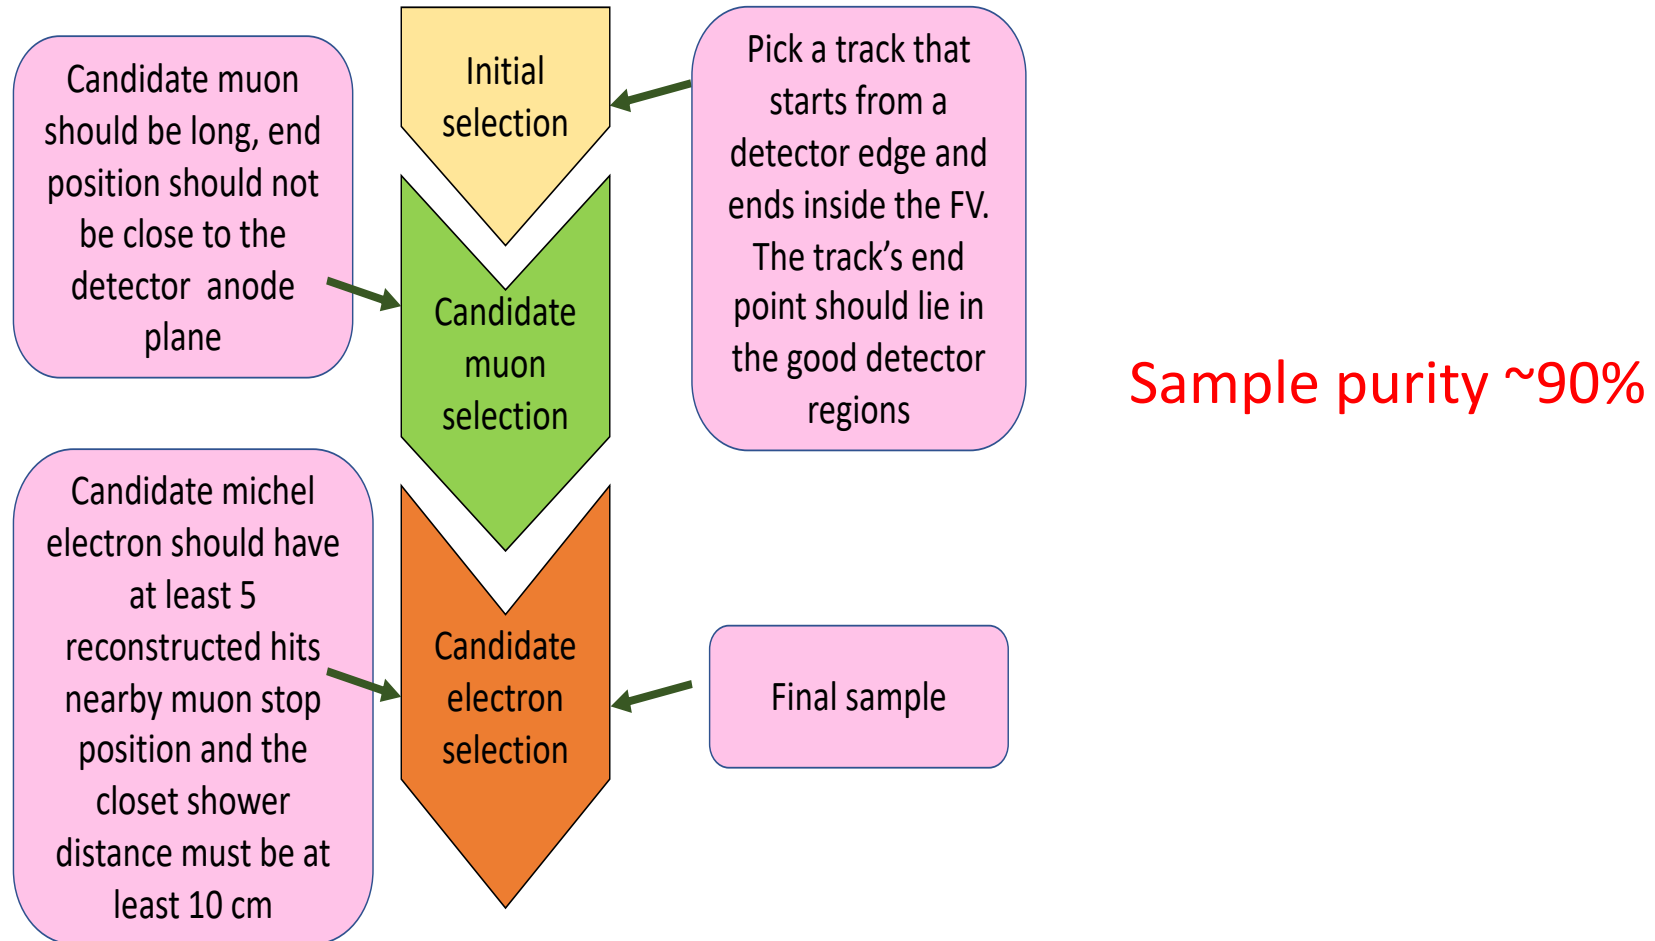 Initial
selection
Pick a track that
starts from a
detector edge and
ends inside the FV.
The track’s end
point should lie in
the good detector
regions
Candidate muon
should be long, end
position should not
be close to the
detector  anode
plane
Candidate
muon
selection
Sample purity ~90%
Candidate michel
electron should have
at least 5
reconstructed hits
nearby muon stop
position and the
closet shower
distance must be at
least 10 cm
Candidate
electron
selection
Final sample